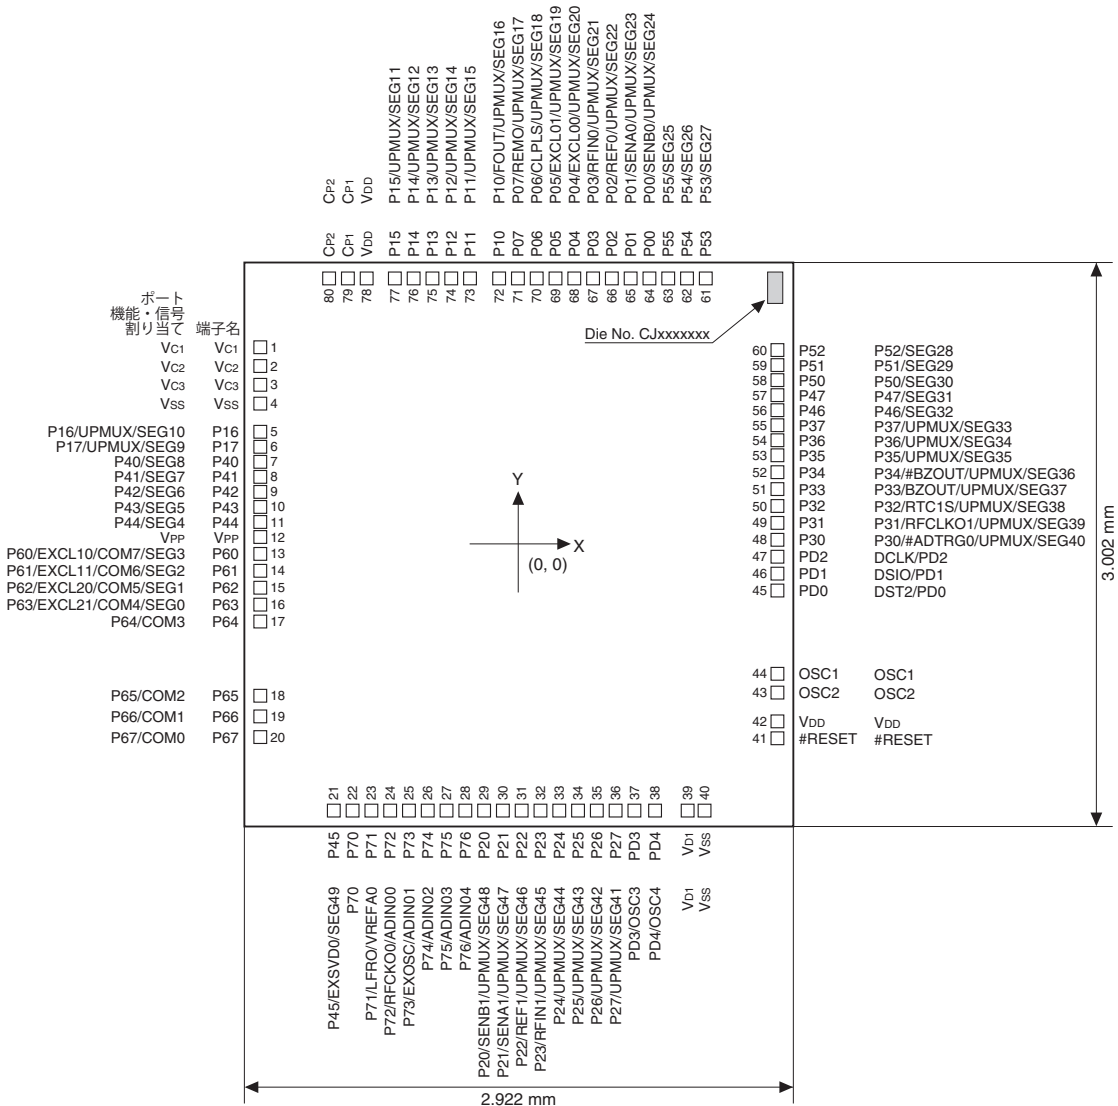 CP2
CP1
VDD
P15/UPMUX/SEG11
P14/UPMUX/SEG12
P13/UPMUX/SEG13
P12/UPMUX/SEG14
P11/UPMUX/SEG15
P10/FOUT/UPMUX/SEG16
P07/REMO/UPMUX/SEG17
P06/CLPLS/UPMUX/SEG18
P05/EXCL01/UPMUX/SEG19
P04/EXCL00/UPMUX/SEG20
P03/RFIN0/UPMUX/SEG21
P02/REF0/UPMUX/SEG22
P01/SENA0/UPMUX/SEG23
P00/SENB0/UPMUX/SEG24
P55/SEG25
P54/SEG26
P53/SEG27
CP2 CP1 VDD P15 P14 P13 P12 P11 P10 P07 P06 P05 P04 P03 P02 P01 P00 P55 P54 P53
80 79 78 77 76 75 74 73 72 71 70 69 68 67 66 65 64 63 62 61
Die No. CJxxxxxxx
ポート
機能・信号
割り当て 端子名
VC1 VC1 1
VC2 VC2 2
VC3 VC3 3
VSS VSS 4
P16/UPMUX/SEG10 P16 5
P17/UPMUX/SEG9 P17 6
P40/SEG8 P40 7
P41/SEG7 P41 8
P42/SEG6 P42 9
P43/SEG5 P43 10
P44/SEG4 P44 11
VPP VPP 12
P60/EXCL10/COM7/SEG3 P60 13
P61/EXCL11/COM6/SEG2 P61 14
P62/EXCL20/COM5/SEG1 P62 15
P63/EXCL21/COM4/SEG0 P63 16
P64/COM3 P64 17
P65/COM2 P65 18
P66/COM1 P66 19
P67/COM0 P67 20
Y
X
(0, 0)
60 P52 P52/SEG28
59 P51 P51/SEG29
58 P50 P50/SEG30
57 P47 P47/SEG31
56 P46 P46/SEG32
55 P37 P37/UPMUX/SEG33
54 P36 P36/UPMUX/SEG34
53 P35 P35/UPMUX/SEG35
52 P34 P34/#BZOUT/UPMUX/SEG36
51 P33 P33/BZOUT/UPMUX/SEG37
50 P32 P32/RTC1S/UPMUX/SEG38
49 P31 P31/RFCLKO1/UPMUX/SEG39
48 P30 P30/#ADTRG0/UPMUX/SEG40
47 PD2 DCLK/PD2
46 PD1 DSIO/PD1
45 PD0 DST2/PD0
44 OSC1 OSC1
43 OSC2 OSC2
42 VDD VDD
41 #RESET #RESET
3.002 mm
21 22 23 24 25 26 27 28 29 30 31 32 33 34 35 36 37 38 39 40
P45 P70 P71 P72 P73 P74 P75 P76 P20 P21 P22 P23 P24 P25 P26 P27 PD3 PD4 VD1 VSS
P45/EXSVD0/SEG49
P70
P71/LFRO/VREFA0
P72/RFCKO0/ADIN00
P73/EXOSC/ADIN01
P74/ADIN02
P75/ADIN03
P76/ADIN04
P20/SENB1/UPMUX/SEG48
P21/SENA1/UPMUX/SEG47
P22/REF1/UPMUX/SEG46
P23/RFIN1/UPMUX/SEG45
P24/UPMUX/SEG44
P25/UPMUX/SEG43
P26/UPMUX/SEG42
P27/UPMUX/SEG41
PD3/OSC3
PD4/OSC4
VD1
VSS
2.922 mm